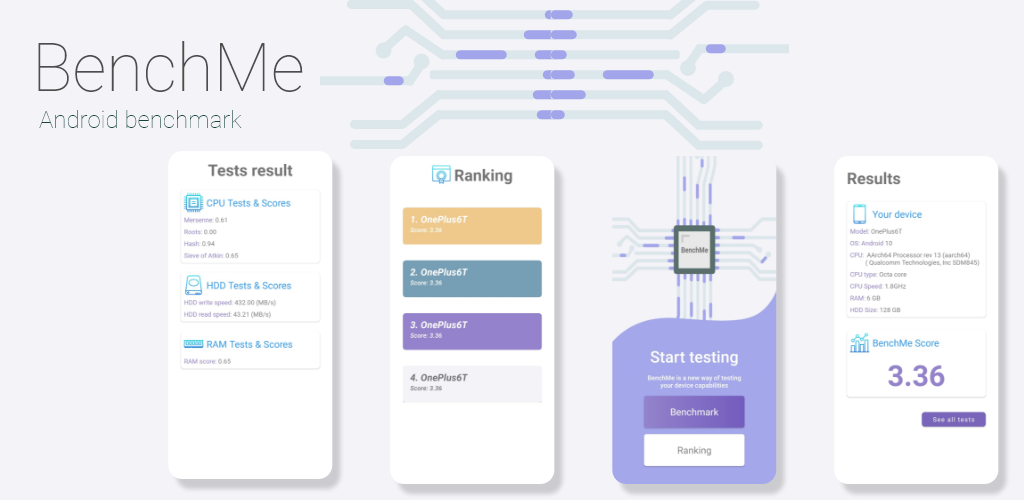 BenchMe
Android benchmark
Tests result
CPU Tests & Scores
Mersenne: 0.61
Roots: 0.00
Hash: 0.94
Sieve of Atkin: 0.65
HDD Tests & Scores
HDD write speed: 432.00 (MB/s)
HDD read speed: 43.21 (MB/s)
RAM Tests & Scores
RAM score: 0.65
Ranking
1. OnePlus6T
Score: 3.36
2. OnePlus6T
Score: 3.36
3. OnePlus6T
Score: 3.36
4. OnePlus6T
Score: 3.36
BenchMe
Start testing
BenchMe is a new way of testing
your device capabilities
Benchmark
Ranking
Results
Your device
Model: OnePlus6T
OS: Android 10
CPU: AArch64 Processor rev 13 (aarch64)
( Qualcomm Technologies, Inc SDM845)
CPU type: Octa core
CPU Speed: 1.8GHz
RAM: 6 GB
HDD Size: 128 GB
BenchMe Score
3.36
See all tests